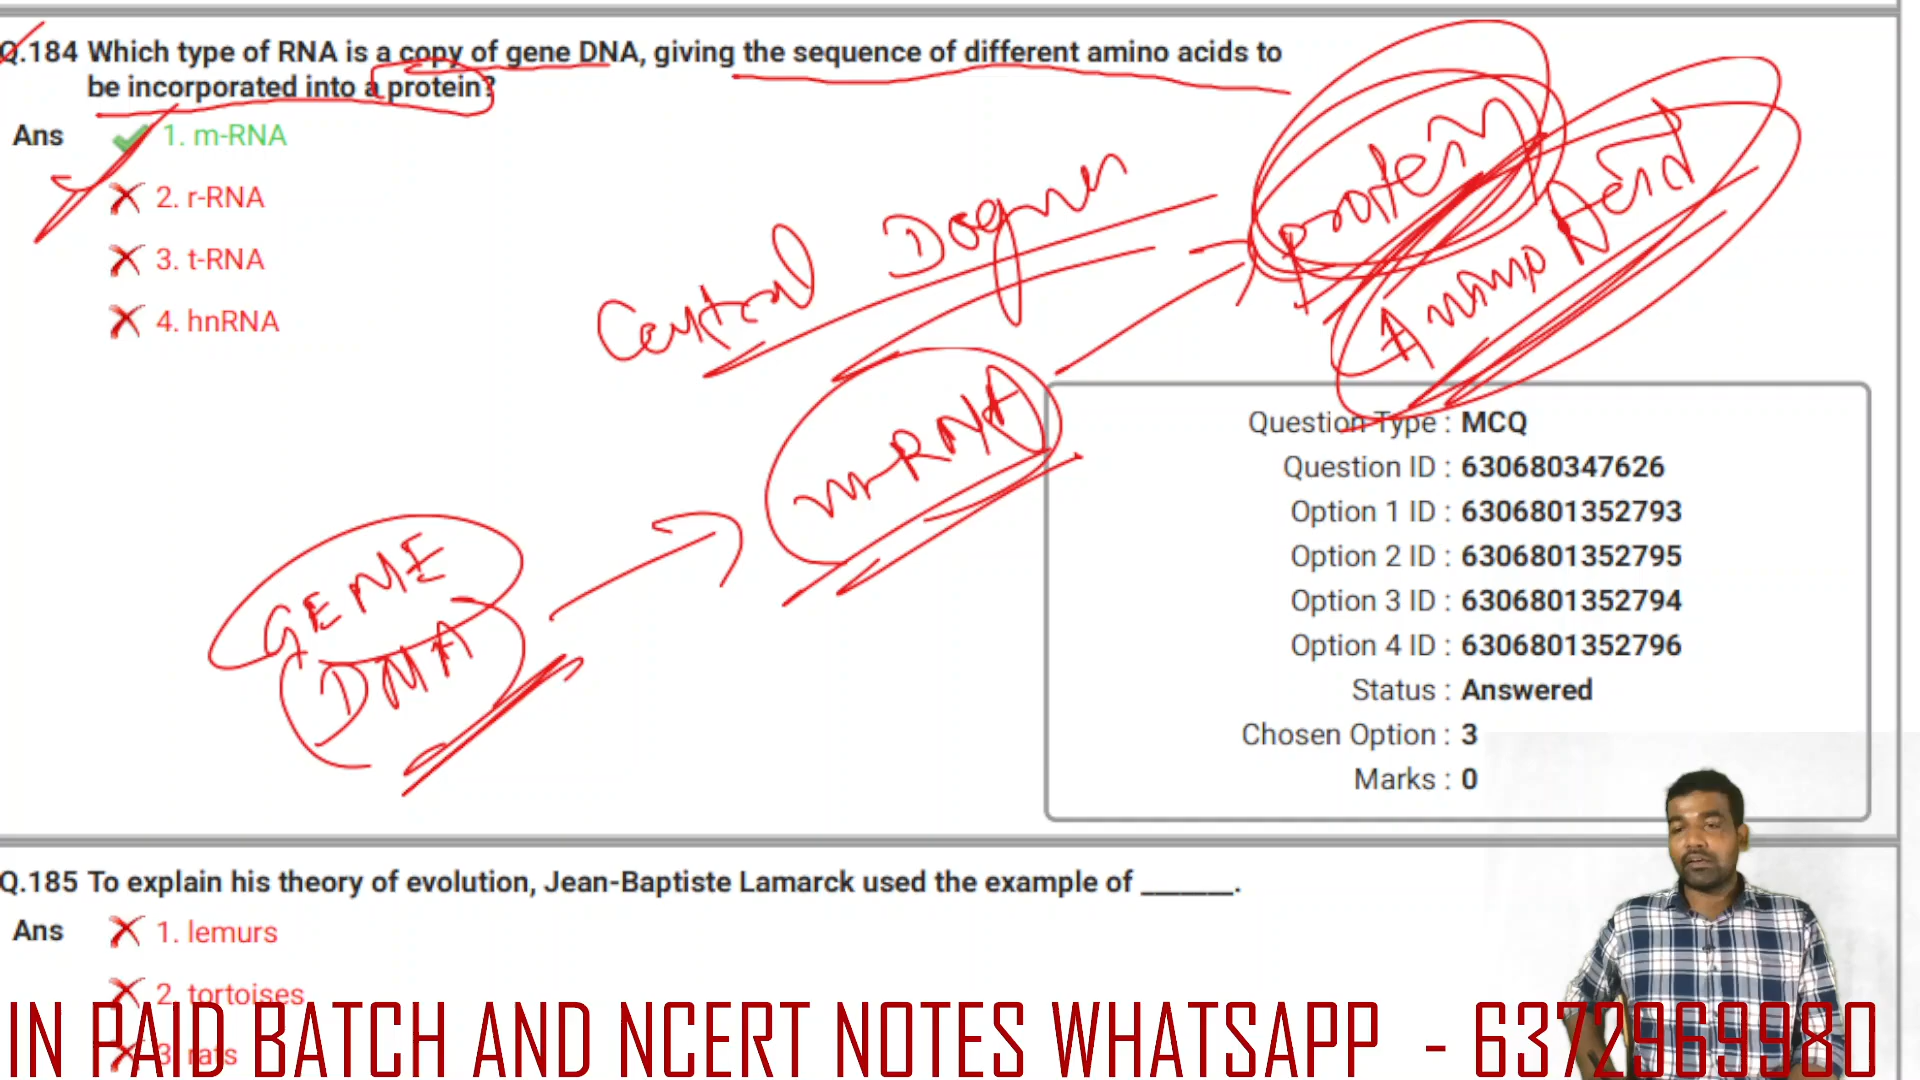 Q.184 Which type of RNA is a copy of gene DNA, giving the sequence of different amino acids to
be incorporated into a protein?
Ans 1. m-RNA
2. r-RNA
3. t-RNA
4. hnRNA
Central Dogma
protein
Amino Acid
m-RNA
GENE
DNA
Question Type : MCQ
Question ID : 630680347626
Option 1 ID : 6306801352793
Option 2 ID : 6306801352795
Option 3 ID : 6306801352794
Option 4 ID : 6306801352796
Status : Answered
Chosen Option : 3
Marks : 0
Q.185 To explain his theory of evolution, Jean-Baptiste Lamarck used the example of ______.
Ans 1. lemurs
2. tortoises
3. rats
IN PAID BATCH AND NCERT NOTES WHATSAPP - 6372969980